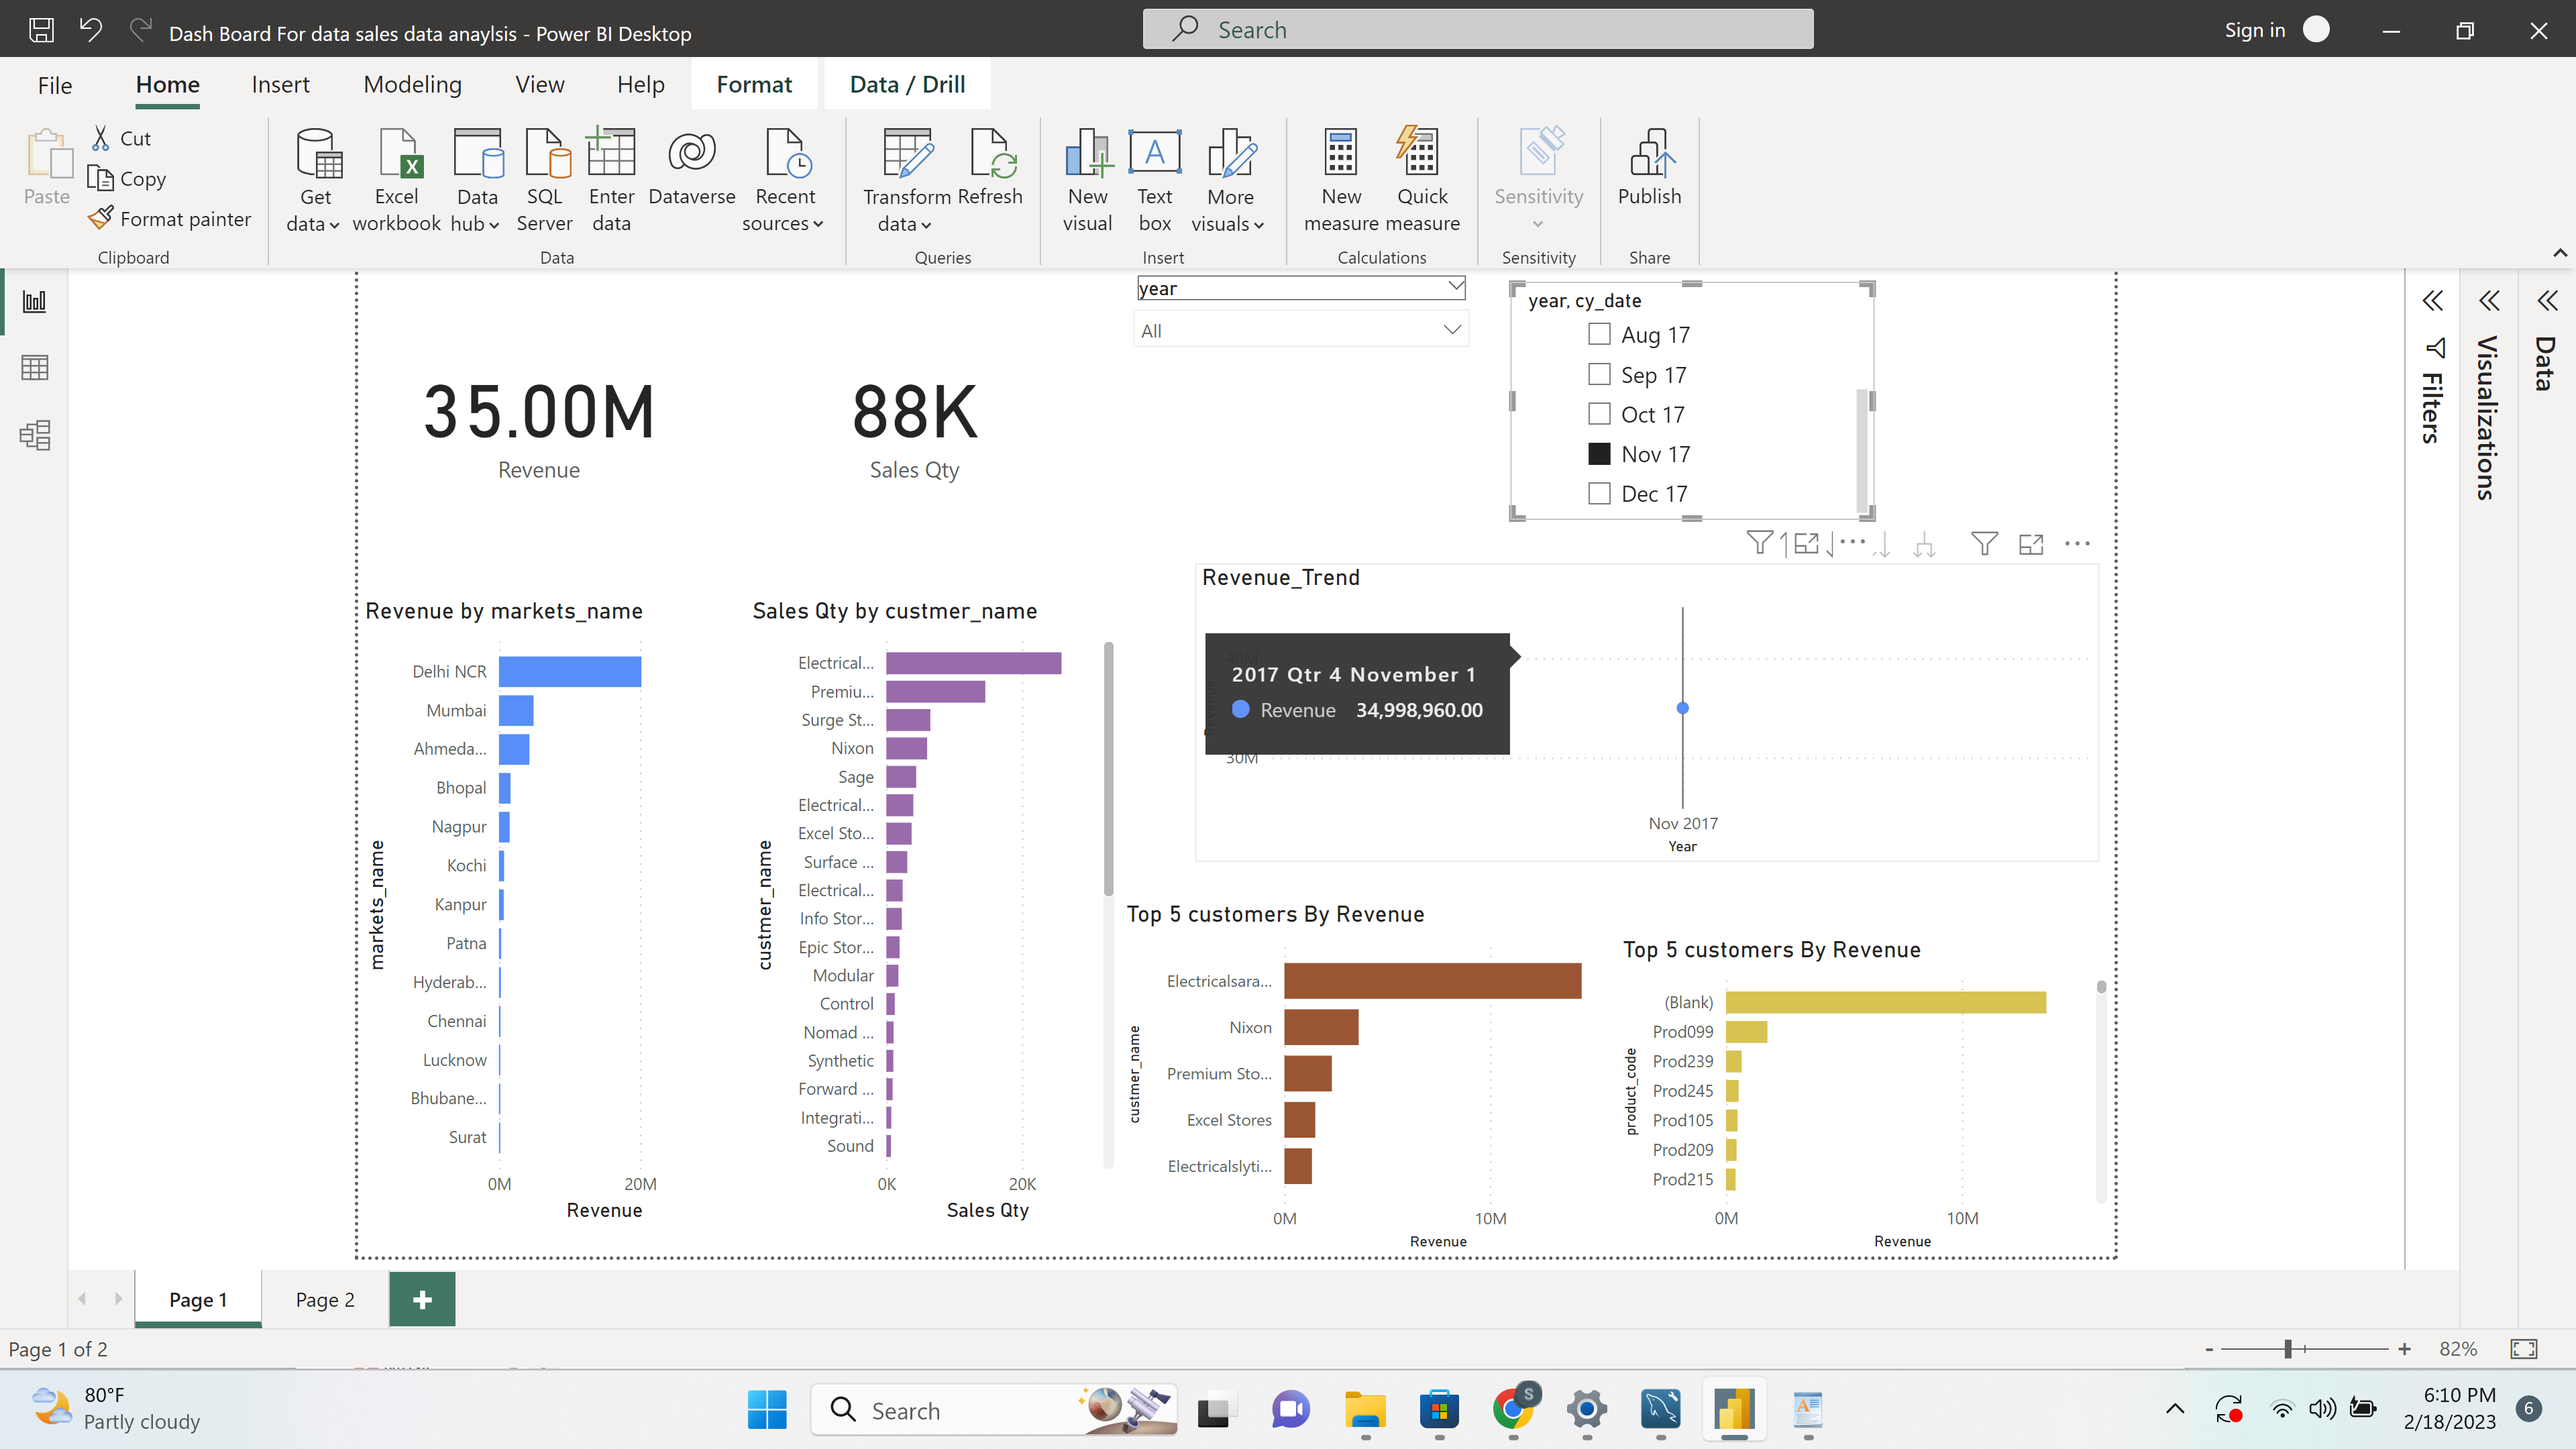 Dash Board For data sales data anaylsis - Power BI Desktop
Search
Sign in
File Home Insert Modeling View Help Format Data / Drill
Paste
Cut
Copy
Format painter
Clipboard
Get data
Excel workbook
Data hub
SQL Server
Enter data
Dataverse
Recent sources
Data
Transform data
Refresh
Queries
New visual
Text box
More visuals
Insert
New measure
Quick measure
Calculations
Sensitivity
Sensitivity
Publish
Share
year
All
year, cy_date
Aug 17
Sep 17
Oct 17
Nov 17
Dec 17
Filters
Visualizations
Data
35.00M
Revenue
88K
Sales Qty
Revenue by markets_name
markets_name
Delhi NCR
Mumbai
Ahmeda...
Bhopal
Nagpur
Kochi
Kanpur
Patna
Hyderab...
Chennai
Lucknow
Bhubane...
Surat
0M 20M
Revenue
Sales Qty by custmer_name
custmer_name
Electrical...
Premiu...
Surge St...
Nixon
Sage
Electrical...
Excel Sto...
Surface ...
Electrical...
Info Stor...
Epic Stor...
Modular
Control
Nomad ...
Synthetic
Forward ...
Integrati...
Sound
0K 20K
Sales Qty
Revenue_Trend
40M
Revenue
2017 Qtr 4 November 1
Revenue 34,998,960.00
30M
Nov 2017
Year
Top 5 customers By Revenue
custmer_name
Electricalsara...
Nixon
Premium Sto...
Excel Stores
Electricalslyti...
0M 10M
Revenue
Top 5 customers By Revenue
product_code
(Blank)
Prod099
Prod239
Prod245
Prod105
Prod209
Prod215
0M 10M
Revenue
Page 1 Page 2 +
Page 1 of 2
- + 82%
80°F
Partly cloudy
Search
S
6:10 PM
2/18/2023
6